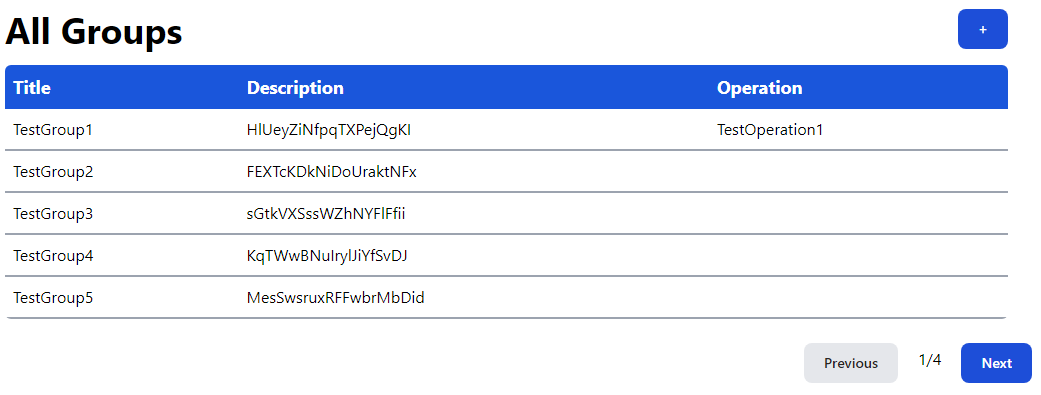 All Groups +
Title Description Operation
TestGroup1 HlUeyZiNfpqTXPejQgKI TestOperation1
TestGroup2 FEXTcKDkNiDoUraktNFx
TestGroup3 sGtkVXSssWZhNYFlFfii
TestGroup4 KqTWwBNuIrylJiYfSvDJ
TestGroup5 MesSwsruxRFFwbrMbDid
Previous 1/4 Next